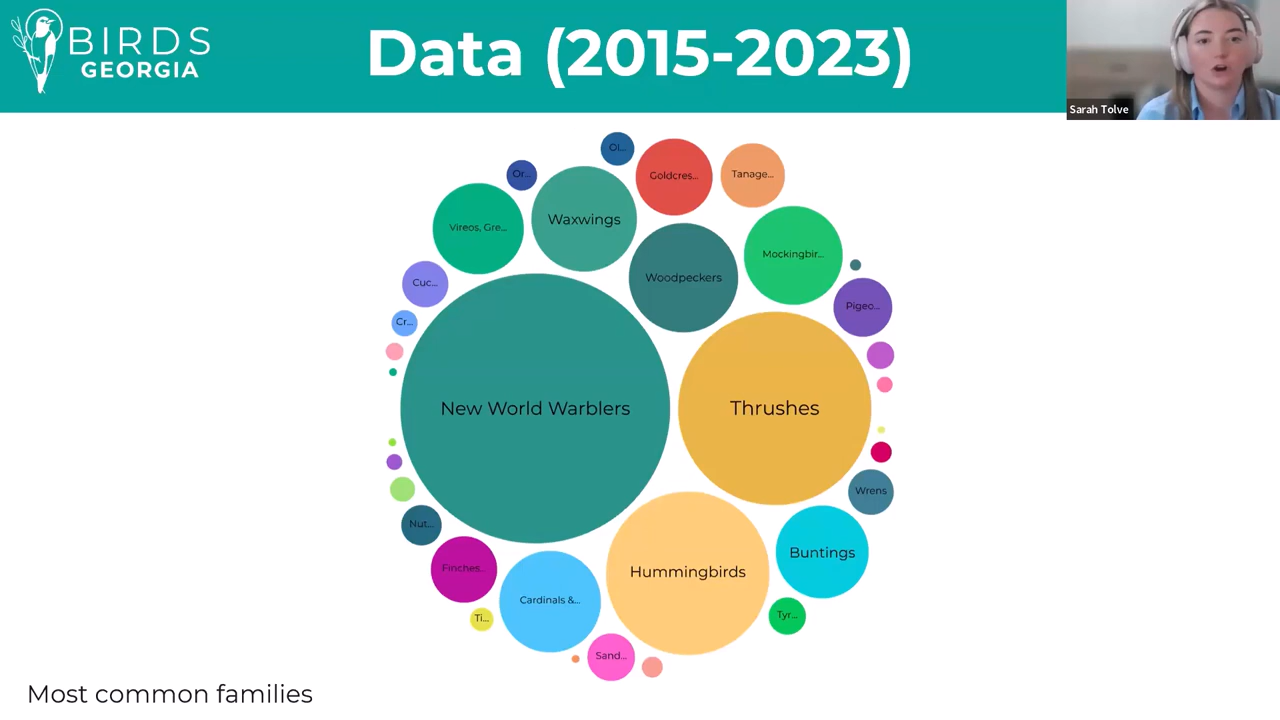 BIRDS
GEORGIA
Data (2015-2023)
Sarah Tolve
Ol...
Or...
Goldcres...
Tanage...
Waxwings
Vireos, Gre...
Mockingbir...
Woodpeckers
Cuc...
Pigeo...
Cr...
New World Warblers
Thrushes
Wrens
Nut...
Buntings
Finches...
Hummingbirds
Cardinals &...
Ti...
Tyr...
Sand...
Most common families